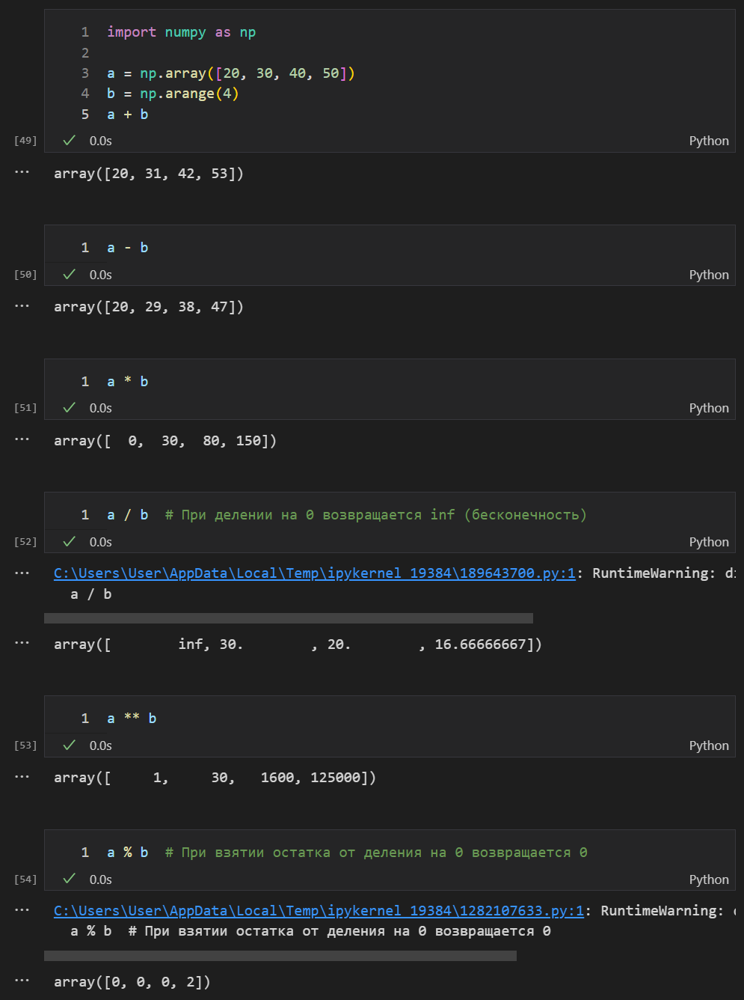 1 import numpy as np
2
3 a = np.array([20, 30, 40, 50])
4 b = np.arange(4)
5 a + b
[49] 0.0s Python
... array([20, 31, 42, 53])
1 a - b
[50] 0.0s Python
... array([20, 29, 38, 47])
1 a * b
[51] 0.0s Python
... array([  0,  30,  80, 150])
1 a / b  # При делении на 0 возвращается inf (бесконечность)
[52] 0.0s Python
... C:\Users\User\AppData\Local\Temp\ipykernel_19384\189643700.py:1: RuntimeWarning:
a / b
... array([        inf, 30.        , 20.        , 16.66666667])
1 a ** b
[53] 0.0s Python
... array([     1,     30,   1600, 125000])
1 a % b  # При взятии остатка от деления на 0 возвращается 0
[54] 0.0s Python
... C:\Users\User\AppData\Local\Temp\ipykernel_19384\1282107633.py:1: RuntimeWarning:
a % b  # При взятии остатка от деления на 0 возвращается 0
... array([0, 0, 0, 2])